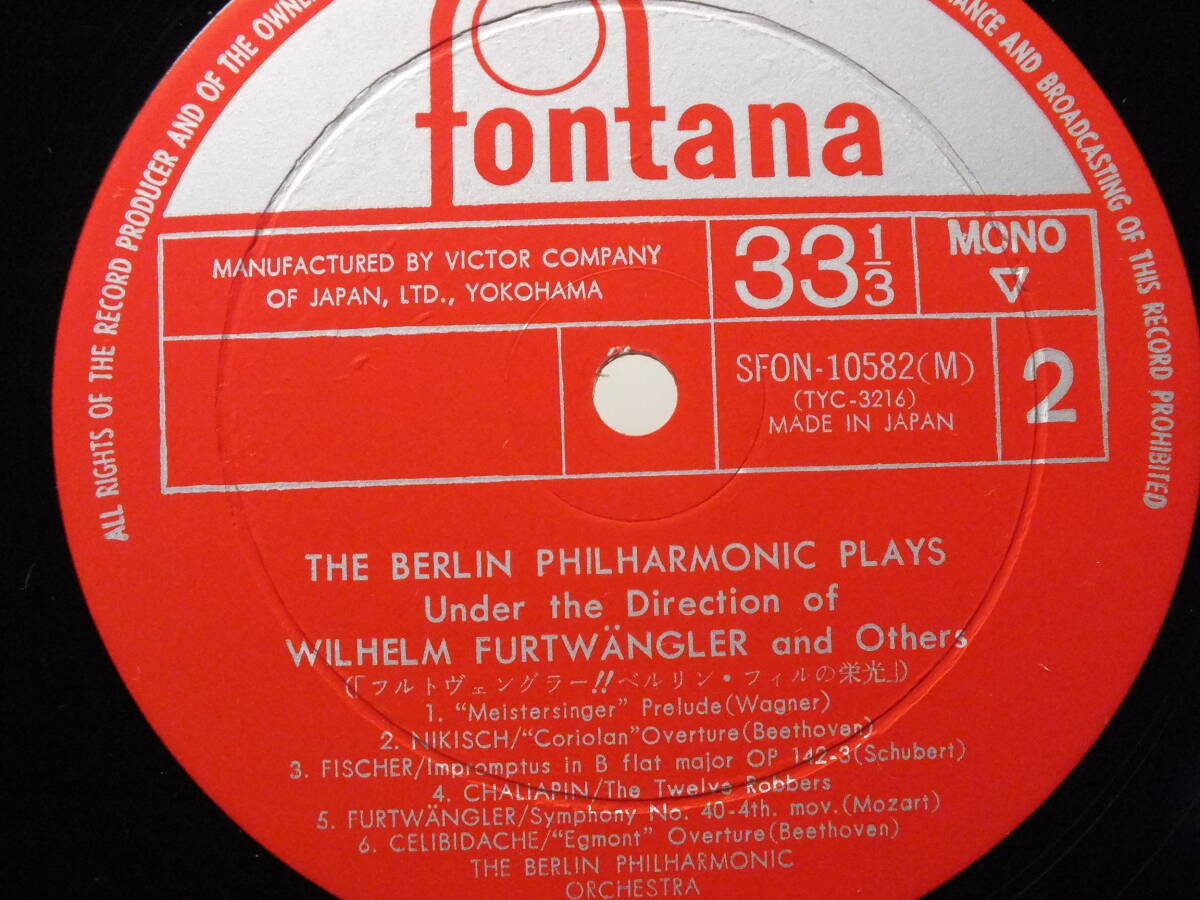 fontana
MANUFACTURED BY VICTOR COMPANY
OF JAPAN, LTD., YOKOHAMA
33 1/3
MONO
SFON-10582(M)
(TYC-3216)
MADE IN JAPAN
2
THE BERLIN PHILHARMONIC PLAYS
Under the Direction of
WILHELM FURTWÄNGLER and Others
(「フルトヴェングラー!!ベルリン・フィルの栄光」)
1. "Meistersinger" Prelude(Wagner)
2. NIKISCH/"Coriolan"Overture(Beethoven)
3. FISCHER/Impromptus in B flat major OP 142-3(Schubert)
4. CHALIAPIN/The Twelve Robbers
5. FURTWÄNGLER/Symphony No. 40-4th. mov.(Mozart)
6. CELIBIDACHE/"Egmont" Overture(Beethoven)
THE BERLIN PHILHARMONIC
ORCHESTRA
ALL RIGHTS OF THE RECORD PRODUCER AND OF THE OWNE
AND BROADCASTING OF THIS RECORD PROHIBITED